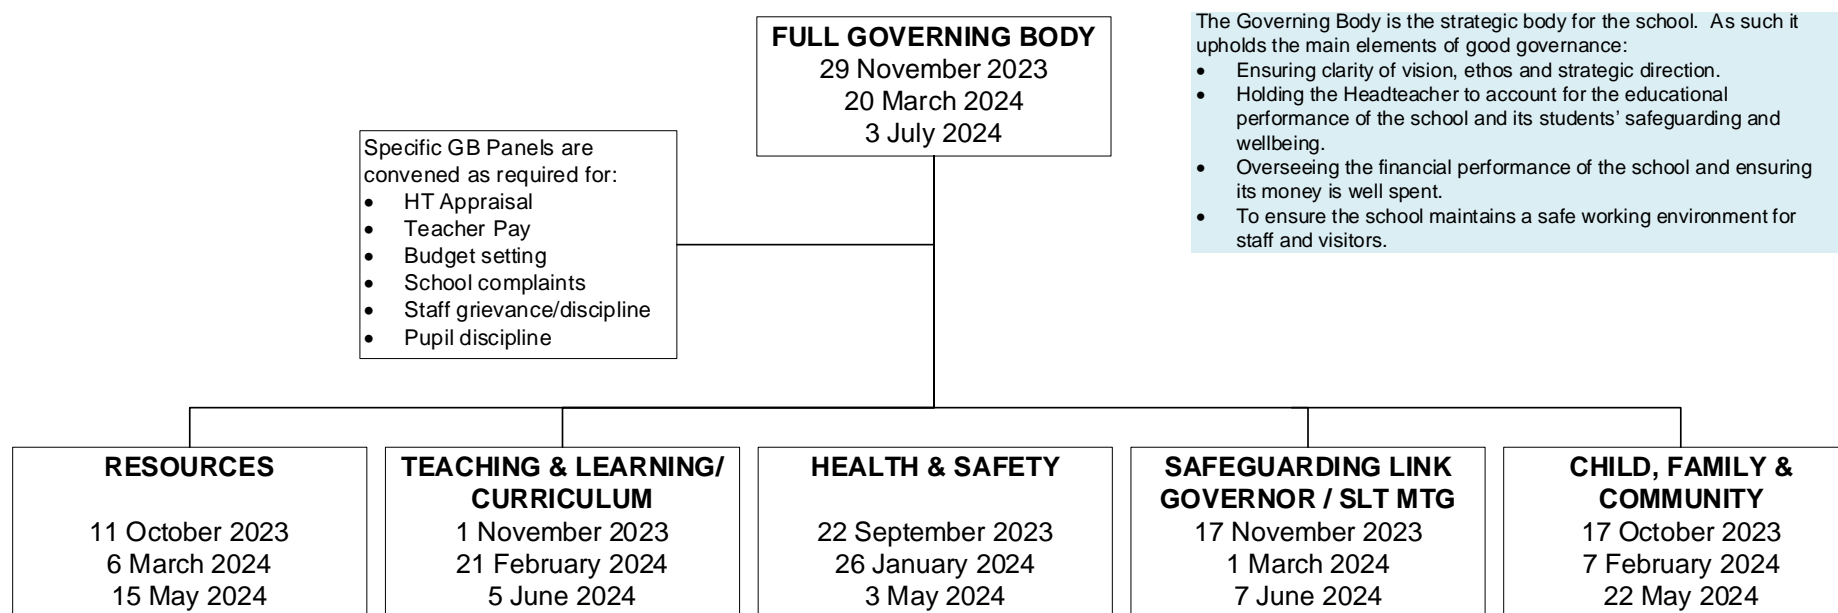 FULL GOVERNING BODY
29 November 2023
20 March 2024
3 July 2024
The Governing Body is the strategic body for the school.  As such it
upholds the main elements of good governance:
• Ensuring clarity of vision, ethos and strategic direction.
• Holding the Headteacher to account for the educational
performance of the school and its students’ safeguarding and
wellbeing.
• Overseeing the financial performance of the school and ensuring
its money is well spent.
• To ensure the school maintains a safe working environment for
staff and visitors.
Specific GB Panels are
convened as required for:
• HT Appraisal
• Teacher Pay
• Budget setting
• School complaints
• Staff grievance/discipline
• Pupil discipline
RESOURCES
11 October 2023
6 March 2024
15 May 2024
TEACHING & LEARNING/
CURRICULUM
1 November 2023
21 February 2024
5 June 2024
HEALTH & SAFETY
22 September 2023
26 January 2024
3 May 2024
SAFEGUARDING LINK
GOVERNOR / SLT MTG
17 November 2023
1 March 2024
7 June 2024
CHILD, FAMILY &
COMMUNITY
17 October 2023
7 February 2024
22 May 2024